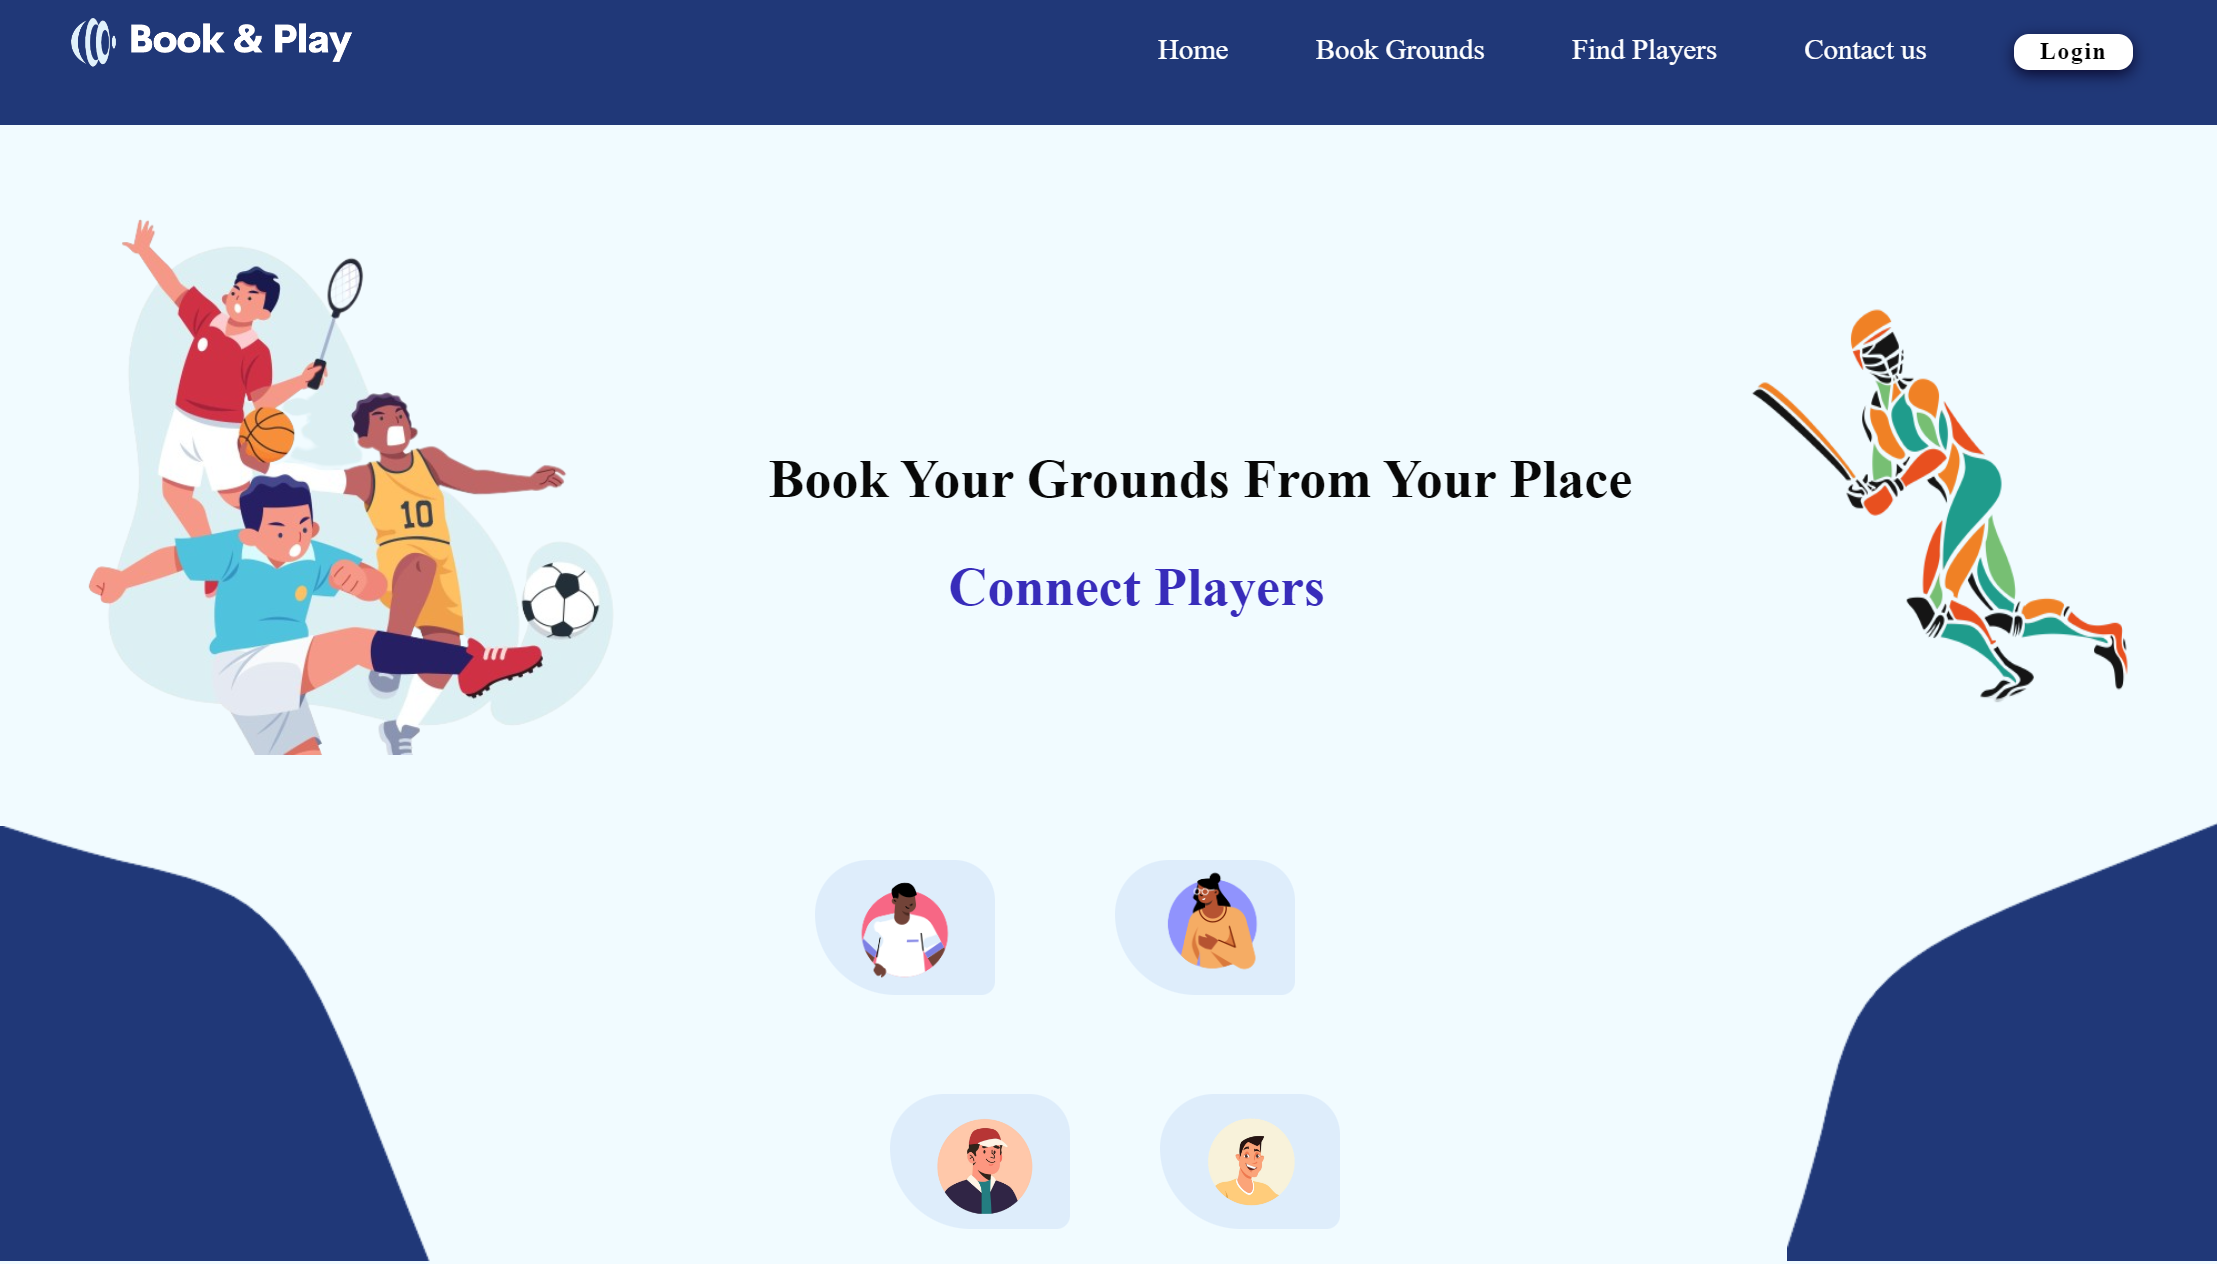 Book & Play
Home
Book Grounds
Find Players
Contact us
Login
10
Book Your Grounds From Your Place
Connect Players